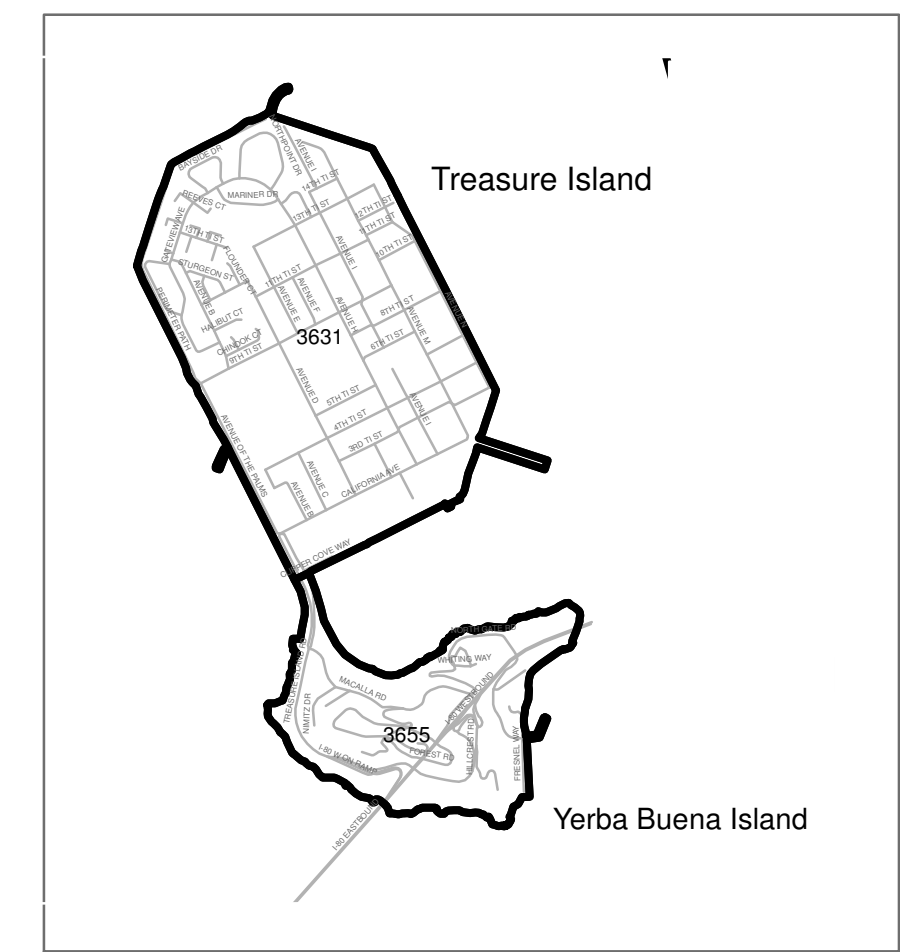 Treasure Island
BAYSIDE DR
NORTHPOINT DR
AVENUE I
14TH TI ST
MARINER DR
REEVES CT
13TH TI ST
12TH TI ST
11TH TI ST
10TH TI ST
GATEVIEW AVE
13TH TI ST
FLOUNDER CT
STURGEON ST
AVENUE B
11TH TI ST
AVENUE I
AVENUE E
AVENUE F
AVENUE H
8TH TI ST
AVENUE M
AVENUE N
PERIMETER PATH
HALIBUT CT
CHINOOK CT
9TH TI ST
3631
6TH TI ST
AVENUE D
5TH TI ST
4TH TI ST
AVENUE I
3RD TI ST
AVENUE OF THE PALMS
AVENUE C
AVENUE B
CALIFORNIA AVE
CLIPPER COVE WAY
NORTH GATE RD
WHITING WAY
TREASURE ISLAND RD
MACALLA RD
NIMITZ DR
I-80 WESTBOUND
3655
FOREST RD
HILLCREST RD
FRESNEL WAY
I-80 W ON RAMP
I-80 EASTBOUND
Yerba Buena Island